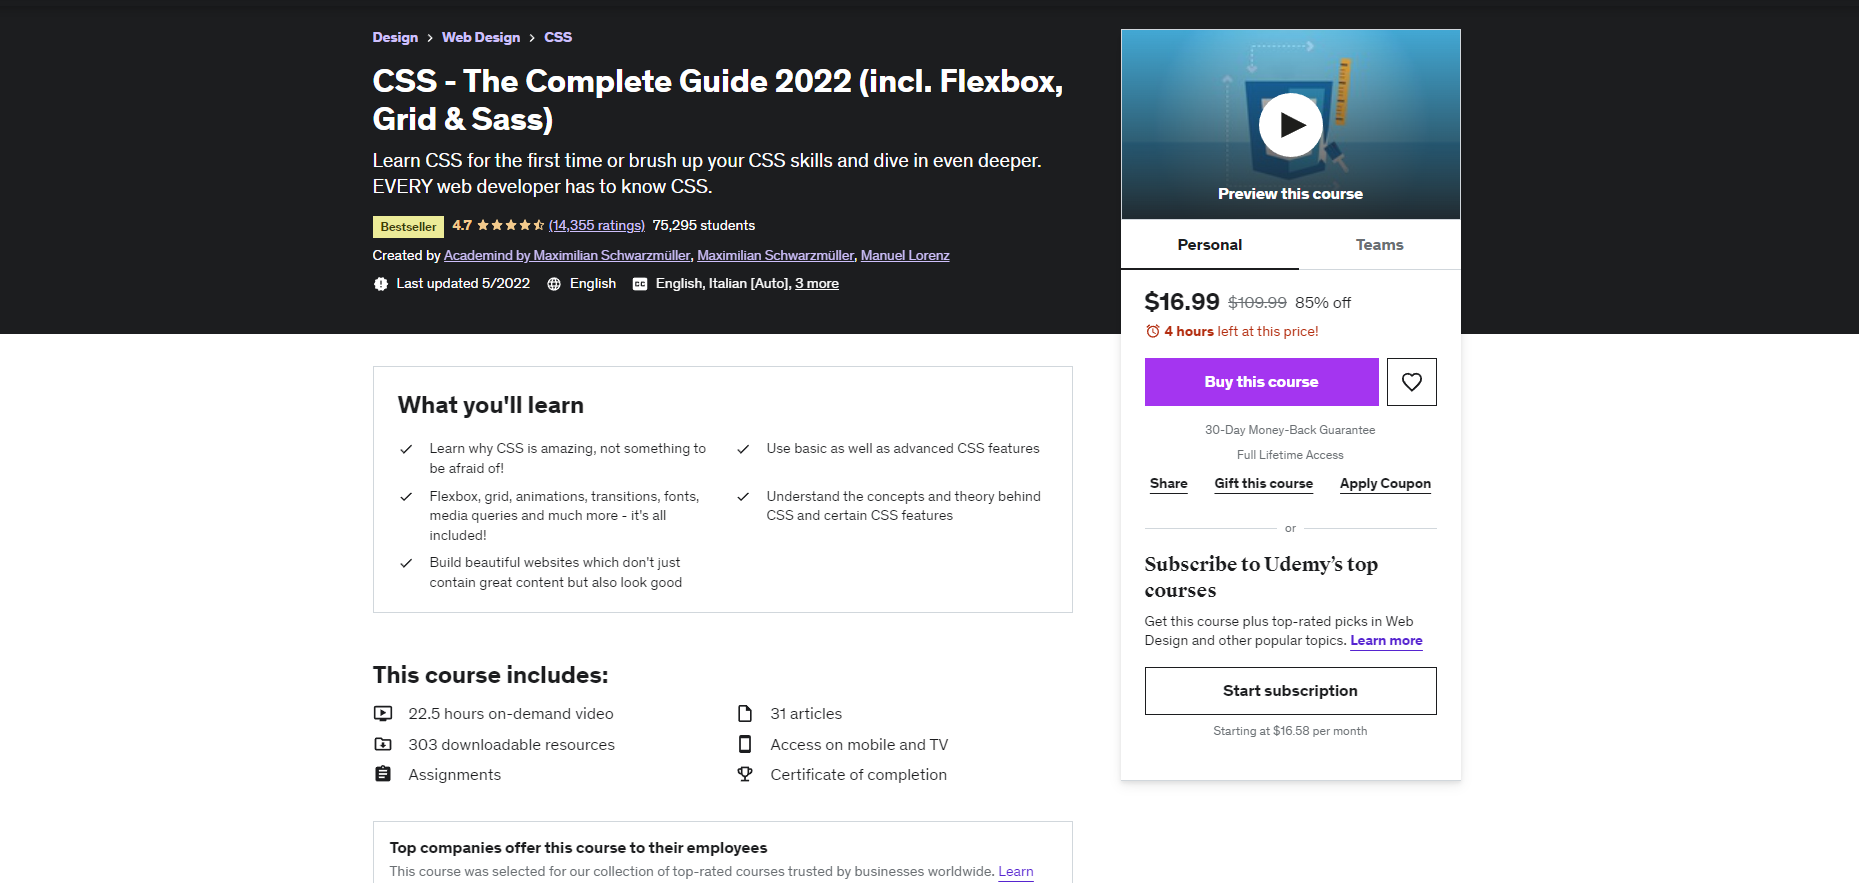 Design > Web Design > CSS
CSS - The Complete Guide 2022 (incl. Flexbox,
Grid & Sass)
Learn CSS for the first time or brush up your CSS skills and dive in even deeper.
EVERY web developer has to know CSS.
Bestseller 4.7 (14,355 ratings) 75,295 students
Created by Academind by Maximilian Schwarzmüller, Maximilian Schwarzmüller, Manuel Lorenz
Last updated 5/2022 English CC English, Italian [Auto], 3 more
What you'll learn
Learn why CSS is amazing, not something to
be afraid of!
Use basic as well as advanced CSS features
Flexbox, grid, animations, transitions, fonts,
media queries and much more - it's all
included!
Understand the concepts and theory behind
CSS and certain CSS features
Build beautiful websites which don't just
contain great content but also look good
This course includes:
22.5 hours on-demand video
31 articles
303 downloadable resources
Access on mobile and TV
Assignments
Certificate of completion
Top companies offer this course to their employees
This course was selected for our collection of top-rated courses trusted by businesses worldwide. Learn
Preview this course
Personal Teams
$16.99 $109.99 85% off
4 hours left at this price!
Buy this course
30-Day Money-Back Guarantee
Full Lifetime Access
Share Gift this course Apply Coupon
or
Subscribe to Udemy’s top
courses
Get this course plus top-rated picks in Web
Design and other popular topics. Learn more
Start subscription
Starting at $16.58 per month